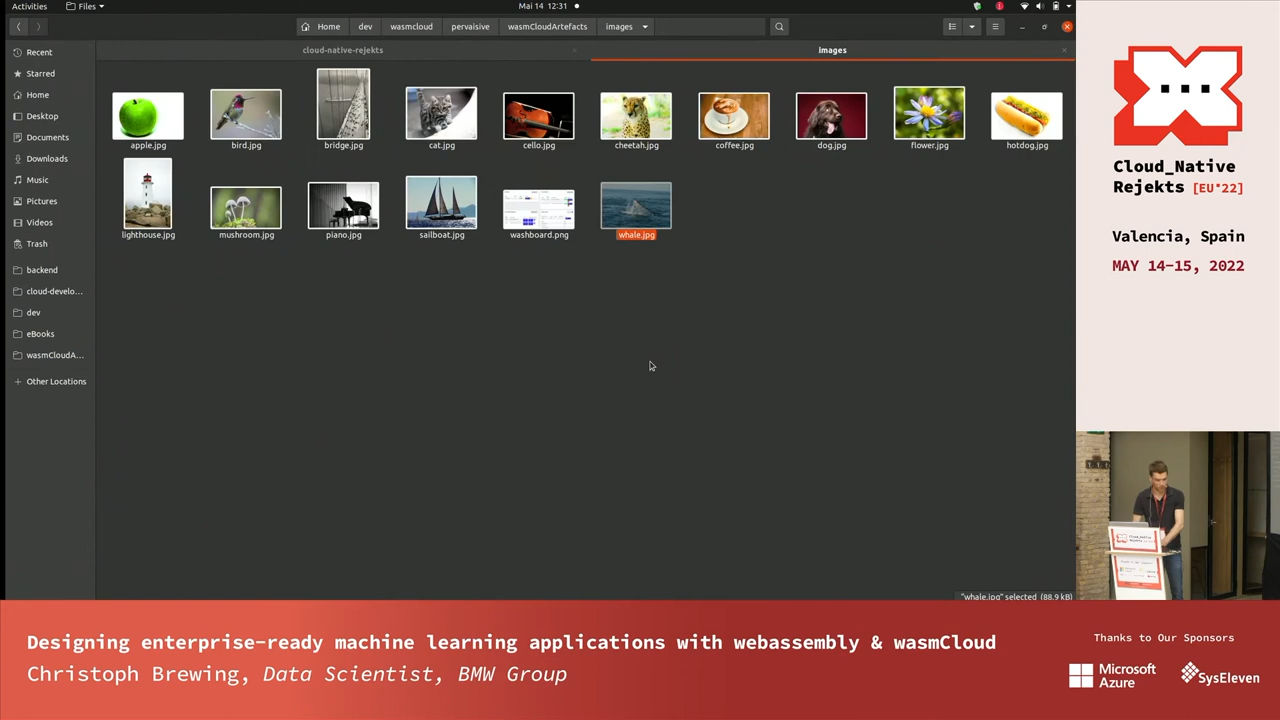 Activities
Files
Mai 14 12:31
Home
dev
wasmcloud
pervaisive
wasmCloudArtefacts
images
cloud-native-rejekts
images
Recent
Starred
Home
Desktop
Documents
Downloads
Music
Pictures
Videos
Trash
backend
cloud-develo...
dev
eBooks
wasmCloudA...
+ Other Locations
apple.jpg
bird.jpg
bridge.jpg
cat.jpg
cello.jpg
cheetah.jpg
coffee.jpg
dog.jpg
flower.jpg
hotdog.jpg
lighthouse.jpg
mushroom.jpg
piano.jpg
sailboat.jpg
washboard.png
whale.jpg
"whale.jpg" selected (88.9 kB)
Cloud_Native
Rejekts [EU*22]
Valencia, Spain
MAY 14-15, 2022
Designing enterprise-ready machine learning applications with webassembly & wasmCloud
Christoph Brewing, Data Scientist, BMW Group
Thanks to Our Sponsors
Microsoft
Azure
SysEleven